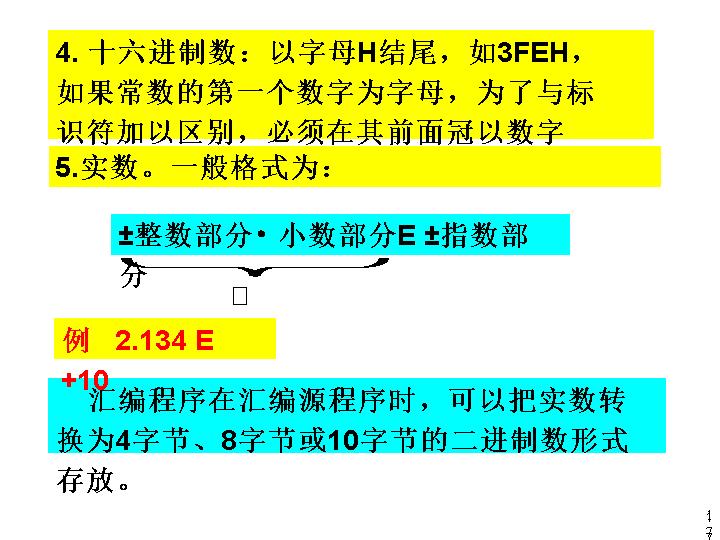 4. 十六进制数：以字母H结尾，如3FEH，
如果常数的第一个数字为字母，为了与标
识符加以区别，必须在其前面冠以数字
5.实数。一般格式为：
±整数部分• 小数部分E ±指数部
分
例 2.134 E
+10
汇编程序在汇编源程序时，可以把实数转
换为4字节、8字节或10字节的二进制数形式
存放。